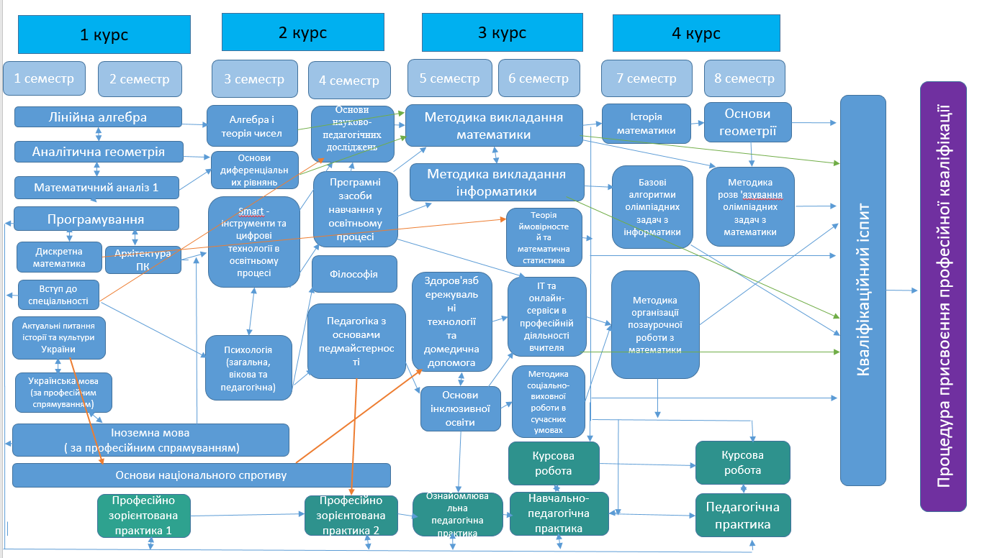 1 курс
2 курс
3 курс
4 курс
1 семестр
2 семестр
3 семестр
4 семестр
5 семестр
6 семестр
7 семестр
8 семестр
Лінійна алгебра
Аналітична геометрія
Математичний аналіз 1
Програмування
Дискретна
математика
Архітектура
ПК
Вступ до
спеціальності
Актуальні питання
історії та культури
України
Українська мова
(за професійним
спрямуванням)
Іноземна мова
( за професійним спрямуванням)
Основи національного спротиву
Професійно
зорієнтована
практика 1
Алгебра і
теорія чисел
Основи
диференціальн
их рівнянь
Smart -
інструменти та
цифрові
технології в
освітньому
процесі
Психологія
(загальна,
вікова та
педагогічна)
Основи
науково-
педагогічних
досліджень
Програмні
засоби
навчання у
освітньому
процесі
Філософія
Педагогіка з
основами
педмайстернос
ті
Професійно
зорієнтована
практика 2
Методика викладання
математики
Методика викладання
інформатики
Теорія
ймовірносте
й та
математична
статистика
Здоров'язб
ережуваль
ні
технології
та
домедична
допомога
ІТ та
онлайн-
сервіси в
професійній
діяльності
вчителя
Основи
інклюзивної
освіти
Методика
соціально-
виховної
роботи в
сучасних
умовах
Курсова
робота
Ознайомлюва
льна
педагогічна
практика
Навчально-
педагогічна
практика
Історія
математики
Основи
геометрії
Базові
алгоритми
олімпіадних
задач з
інформатики
Методика
розв 'язування
олімпіадних
задач з
математики
Методика
організації
позаурочної
роботи з
математики
Курсова
робота
Педагогічна
практика
Кваліфікаційний іспит
Процедура присвоєння професійної кваліфікації